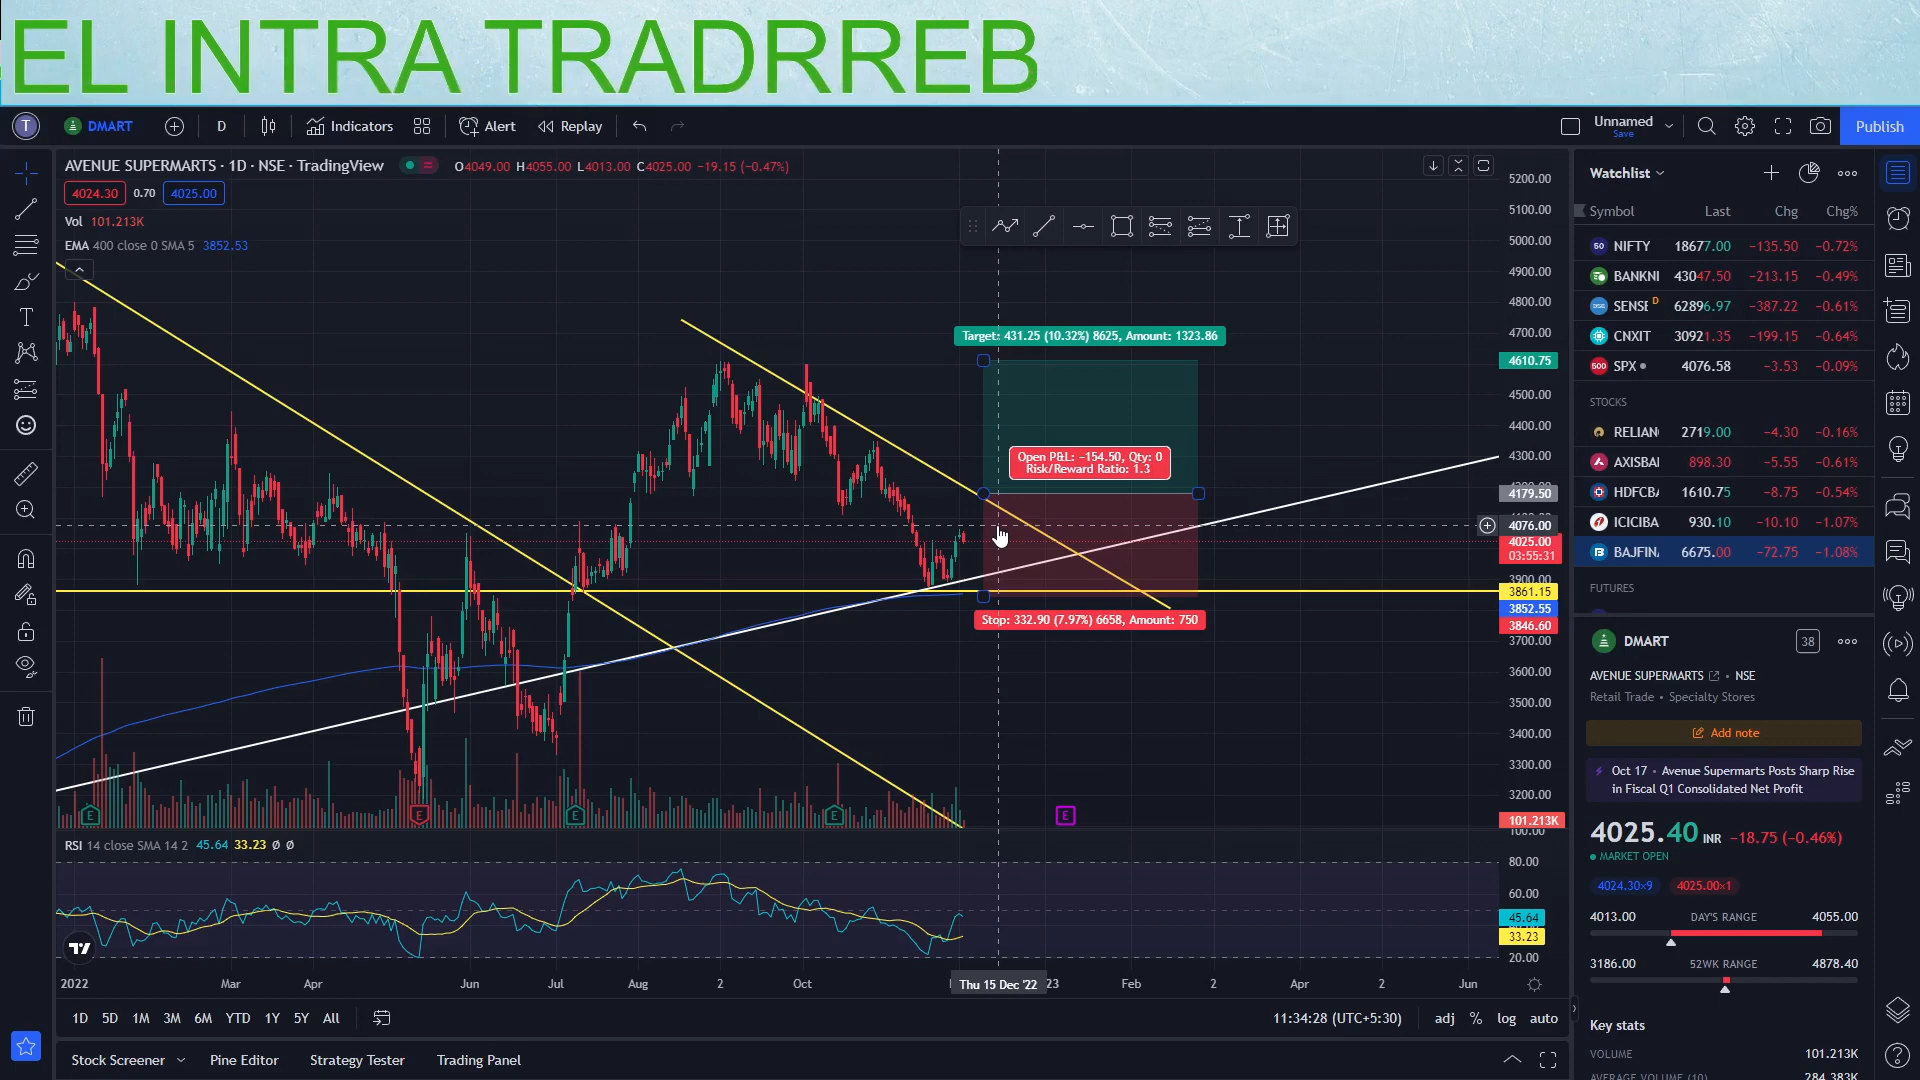 EL INTRA TRADRREB
T DMART D Indicators Alert Replay Unnamed Save Publish
AVENUE SUPERMARTS · 1D · NSE · TradingView O4049.00 H4055.00 L4013.00 C4025.00 −19.15 (−0.47%)
4024.30 0.70 4025.00
Vol 101.213K
EMA 400 close 0 SMA 5 3852.53
Target: 431.25 (10.32%) 8625, Amount: 1323.86
Open P&L: −154.50, Qty: 0
Risk/Reward Ratio: 1.3
Stop: 332.90 (7.97%) 6658, Amount: 750
5200.00
5100.00
5000.00
4900.00
4800.00
4700.00
4610.75
4500.00
4400.00
4300.00
4179.50
4076.00
4025.00
03:55:31
3900.00
3861.15
3852.55
3846.60
3700.00
3600.00
3500.00
3400.00
3300.00
3200.00
101.213K
100.00
E E E E E
RSI 14 close SMA 14 2 45.64 33.23 Ø Ø
80.00
60.00
45.64
33.23
20.00
2022 Mar Apr Jun Jul Aug 2 Oct Thu 15 Dec '22 23 Feb 2 Apr 2 Jun
1D 5D 1M 3M 6M YTD 1Y 5Y All 11:34:28 (UTC+5:30) adj % log auto
Stock Screener Pine Editor Strategy Tester Trading Panel
Watchlist
Symbol Last Chg Chg%
50 NIFTY 18677.00 −135.50 −0.72%
BANKNI 43047.50 −213.15 −0.49%
SENSE D 62896.97 −387.22 −0.61%
CNXIT 30921.35 −199.15 −0.64%
500 SPX 4076.58 −3.53 −0.09%
STOCKS
RELIAN 2719.00 −4.30 −0.16%
AXISBAI 898.30 −5.55 −0.61%
HDFCBA 1610.75 −8.75 −0.54%
ICICIBA 930.10 −10.10 −1.07%
BAJFIN 6675.00 −72.75 −1.08%
FUTURES
DMART 38
AVENUE SUPERMARTS • NSE
Retail Trade • Specialty Stores
Add note
Oct 17 • Avenue Supermarts Posts Sharp Rise
in Fiscal Q1 Consolidated Net Profit
4025.40 INR −18.75 (−0.46%)
MARKET OPEN
4024.30×9 4025.00×1
4013.00 DAY'S RANGE 4055.00
3186.00 52WK RANGE 4878.40
Key stats
VOLUME 101.213K
AVERAGE VOLUME (10) 284.383K